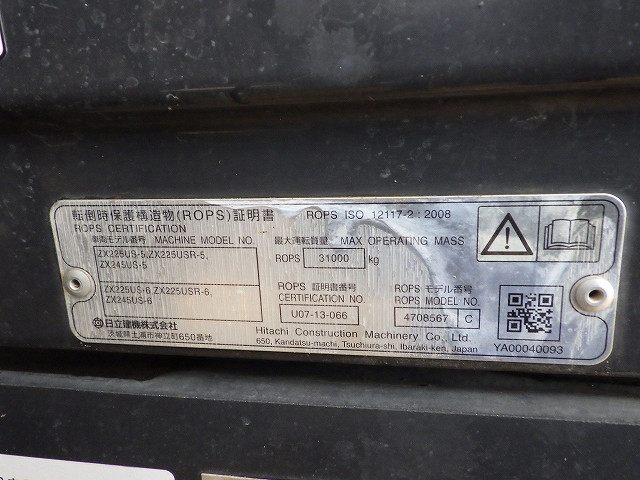 転倒時保護構造物(ROPS)証明書 ROPS ISO 12117-2 : 2008
ROPS CERTIFICATION
車両モデル番号 MACHINE MODEL NO.
ZX225US-5,ZX225USR-5,
ZX245US-5
ZX225US-6,ZX225USR-6,
ZX245US-6
最大運転質量 MAX OPERATING MASS
ROPS 31000 kg
ROPS 証明書番号
CERTIFICATION NO.
U07-13-066
ROPS モデル番号
ROPS MODEL NO.
4708567 C
日立建機株式会社
茨城県土浦市神立町650番地
Hitachi Construction Machinery Co., Ltd.
650, Kandatsu-machi, Tsuchiura-shi, Ibaraki-ken, Japan
YA00040093